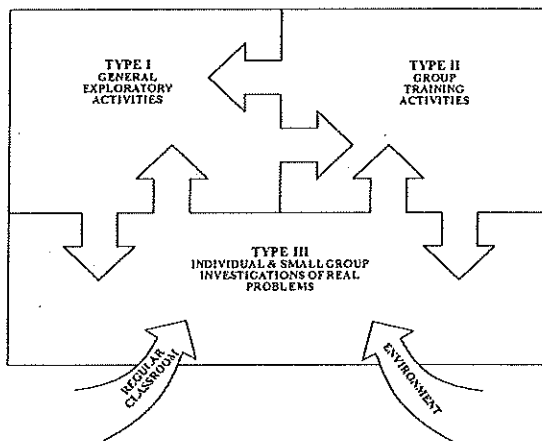 TYPE I
GENERAL
EXPLORATORY
ACTIVITIES
TYPE II
GROUP
TRAINING
ACTIVITIES
TYPE III
INDIVIDUAL & SMALL GROUP
INVESTIGATIONS OF REAL
PROBLEMS
REGULAR
CLASSROOM
ENVIRONMENT